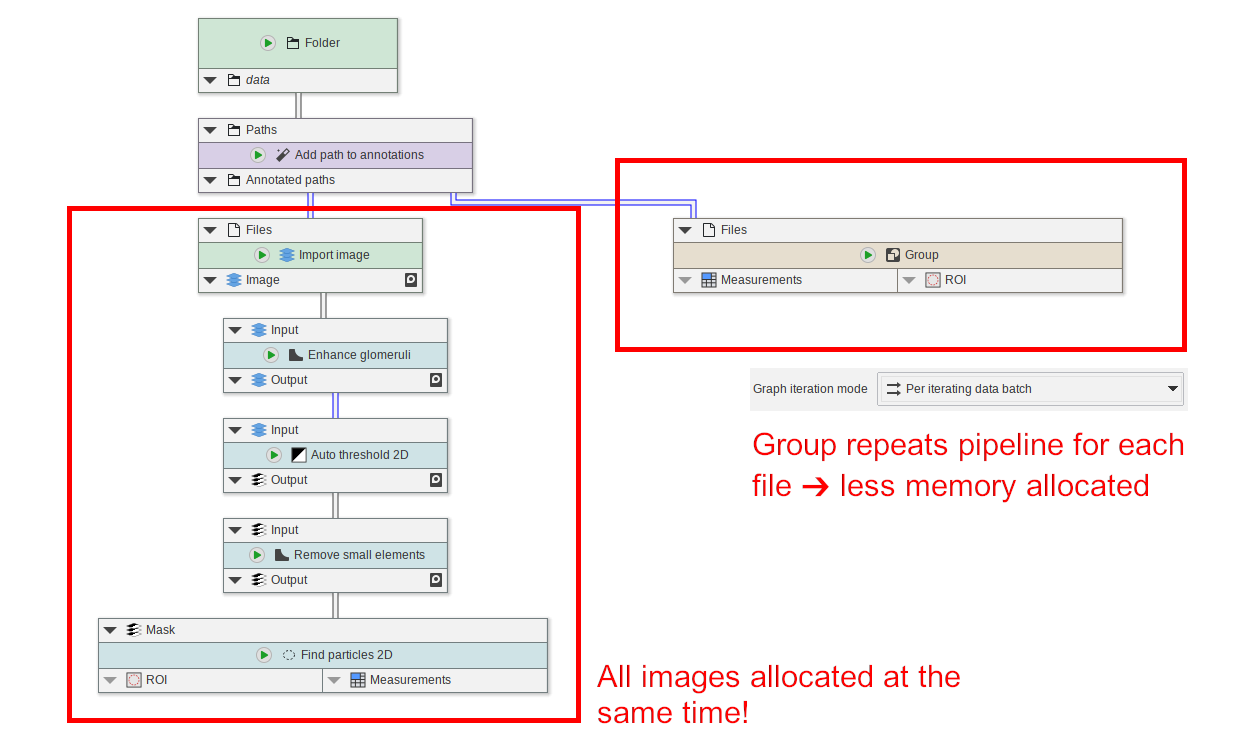 Folder
data
Paths
Add path to annotations
Annotated paths
Files
Import image
Image
Input
Enhance glomeruli
Output
Input
Auto threshold 2D
Output
Input
Remove small elements
Output
Mask
Find particles 2D
ROI Measurements
All images allocated at the
same time!
Files
Group
Measurements ROI
Graph iteration mode Per iterating data batch
Group repeats pipeline for each
file ➔ less memory allocated